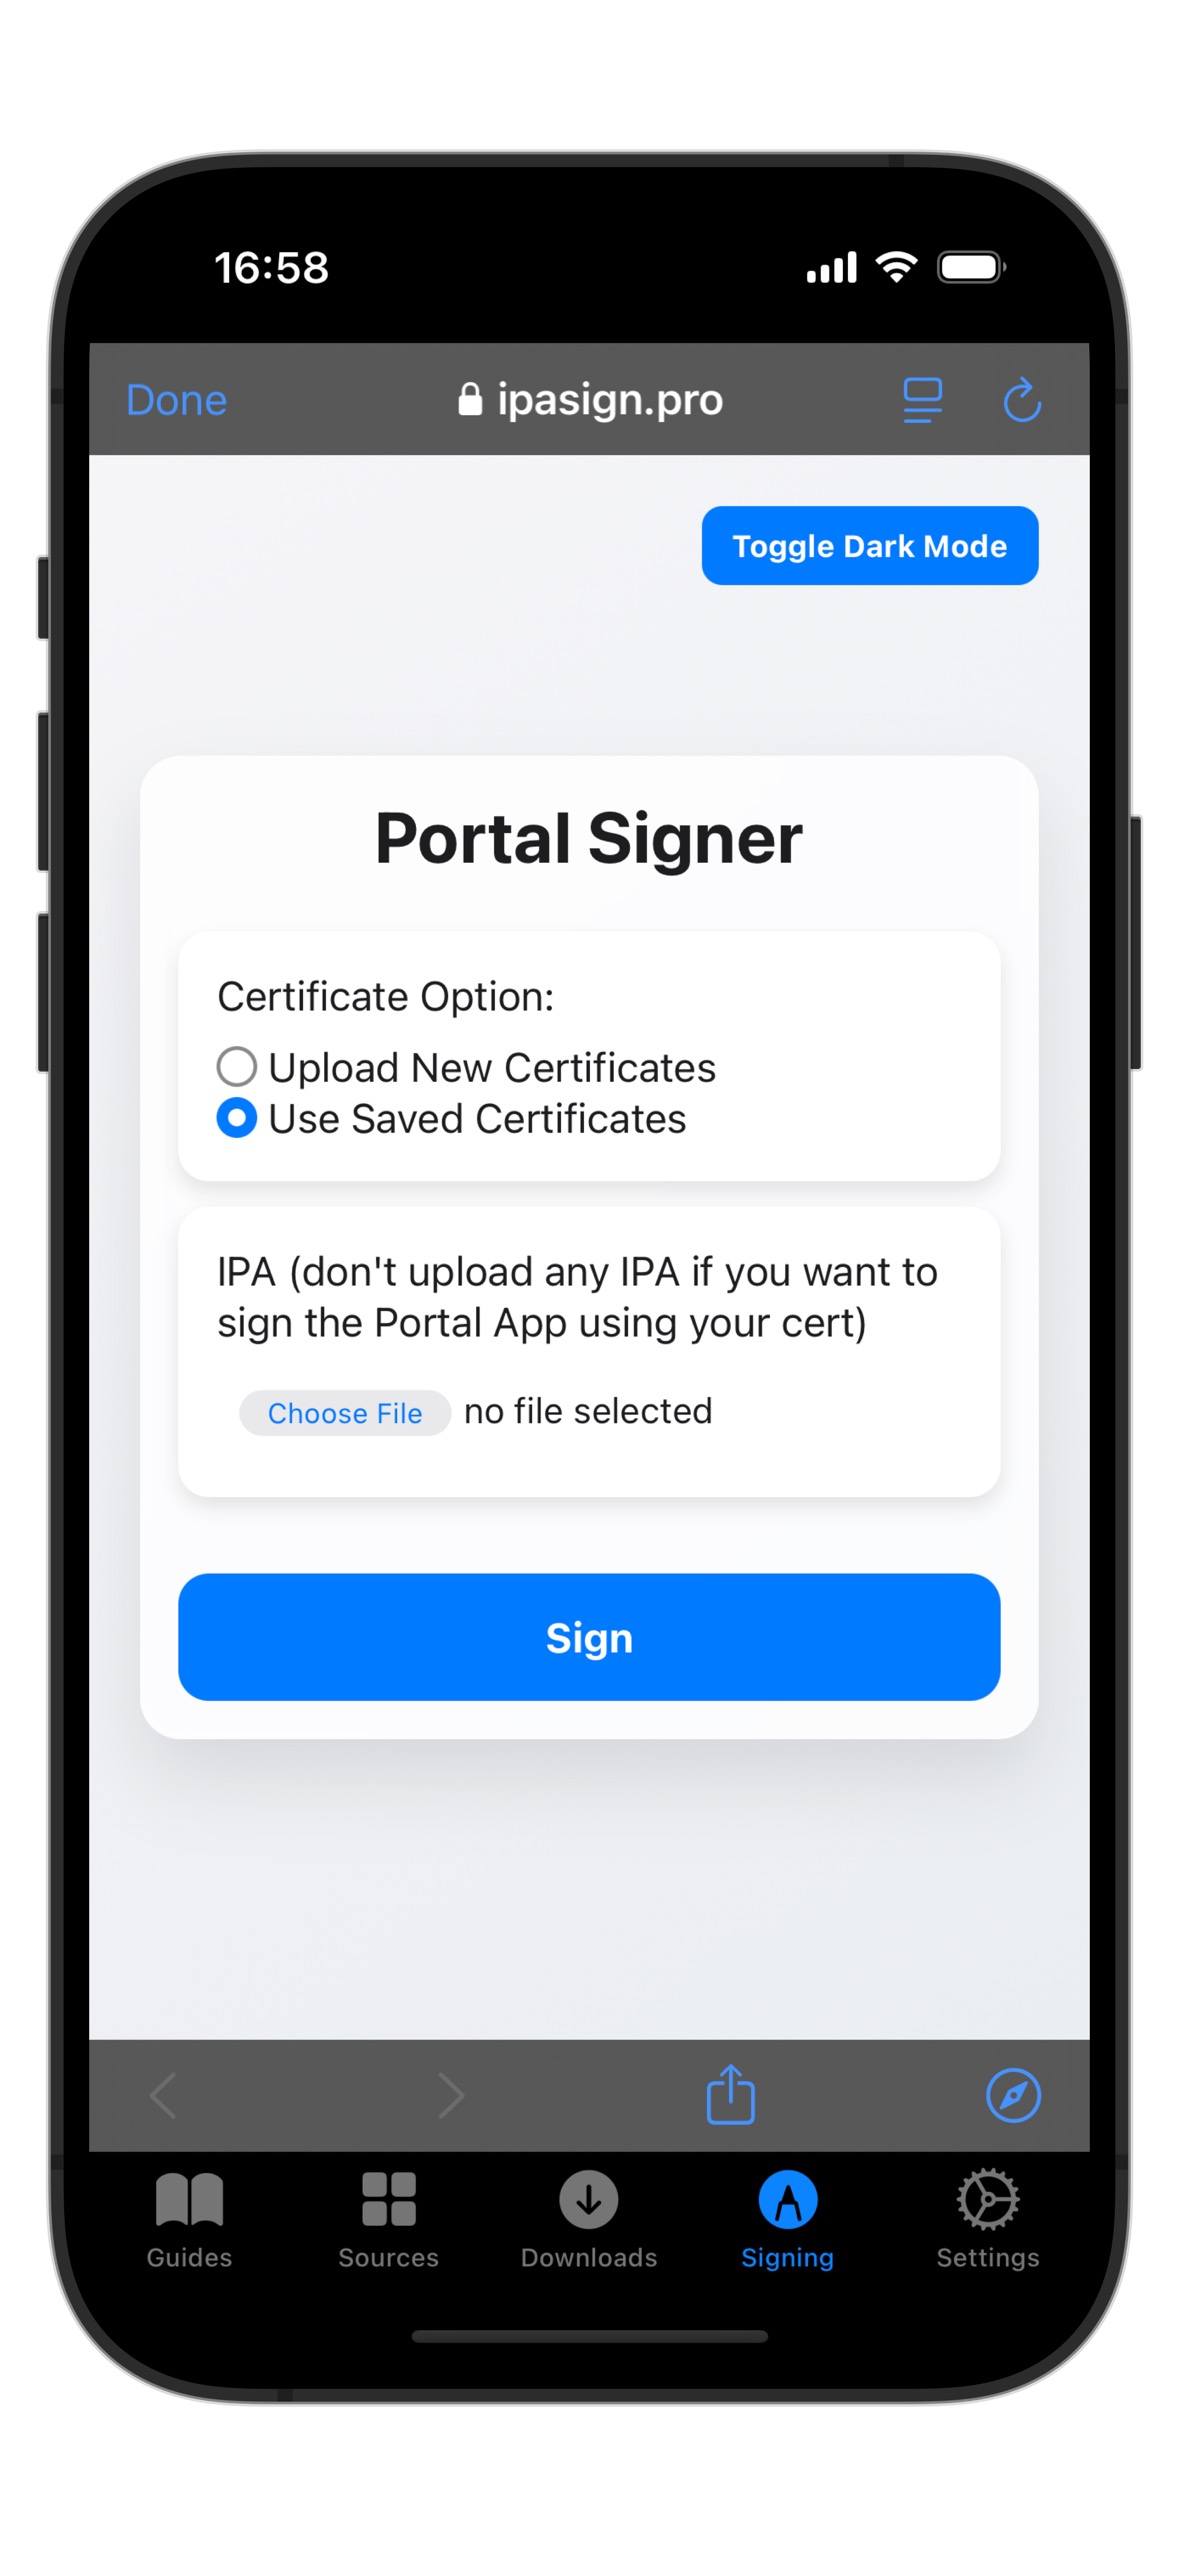 16:58
Done
ipasign.pro
Toggle Dark Mode
Portal Signer
Certificate Option:
Upload New Certificates
Use Saved Certificates
IPA (don't upload any IPA if you want to
sign the Portal App using your cert)
Choose File no file selected
Sign
Guides
Sources
Downloads
Signing
Settings